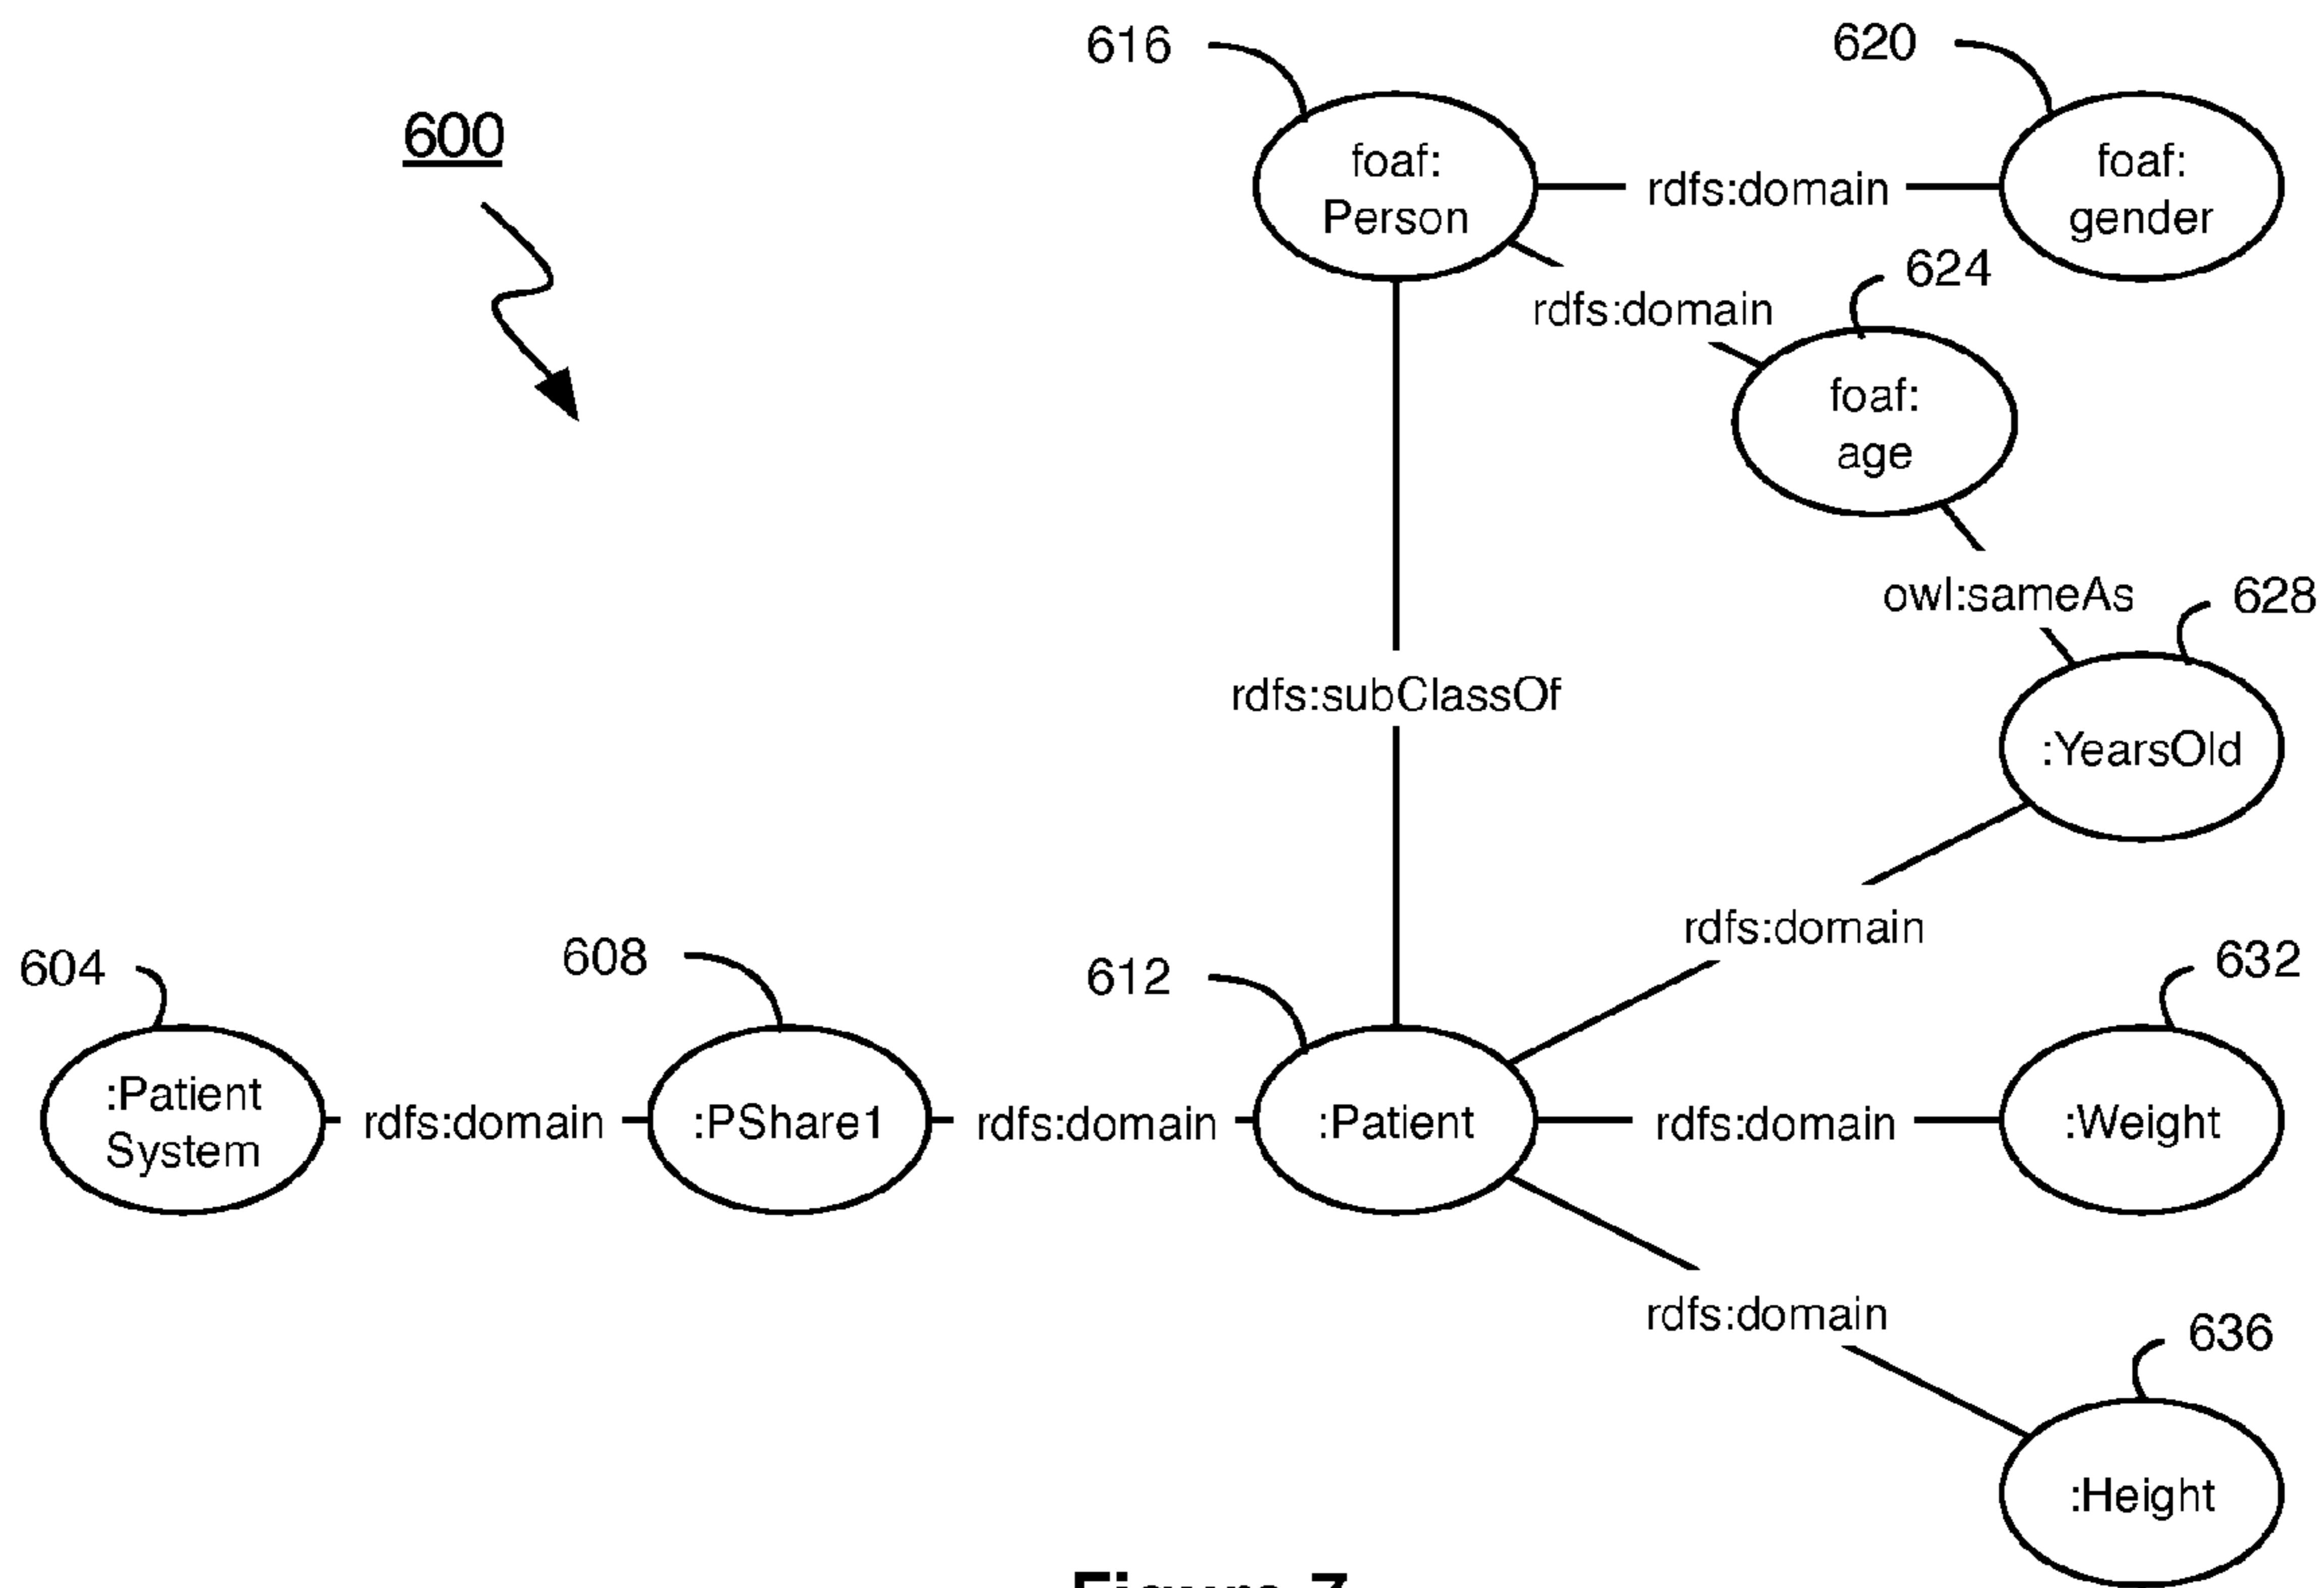 616
620
600
foaf:
Person
rdfs:domain
foaf:
gender
624
rdfs:domain
foaf:
age
owl:sameAs
628
rdfs:subClassOf
:YearsOld
rdfs:domain
604
608
612
632
:Patient
System
rdfs:domain
:PShare1
rdfs:domain
:Patient
rdfs:domain
:Weight
rdfs:domain
636
:Height